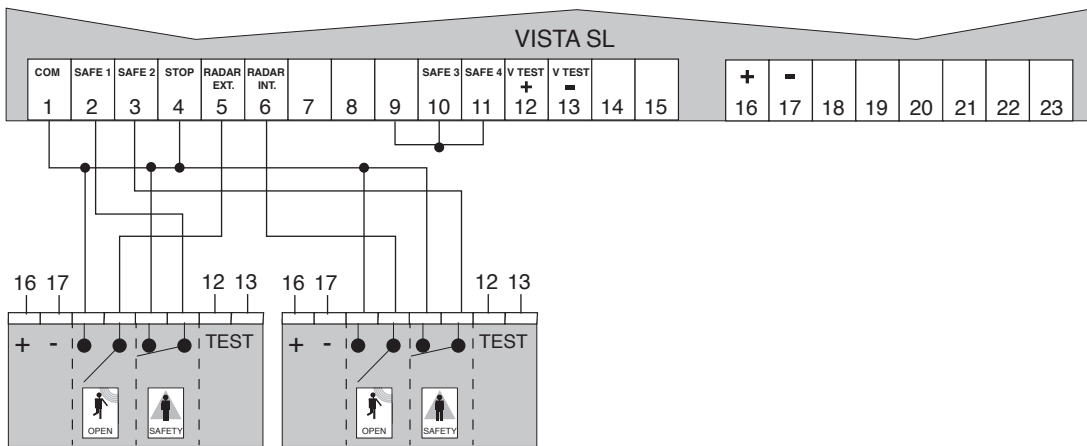 VISTA SL
COM SAFE 1 SAFE 2 STOP RADAR EXT. RADAR INT. SAFE 3 SAFE 4 V TEST + V TEST - + -
1 2 3 4 5 6 7 8 9 10 11 12 13 14 15 16 17 18 19 20 21 22 23
16 17 12 13 16 17 12 13
+ - TEST + - TEST
OPEN SAFETY OPEN SAFETY